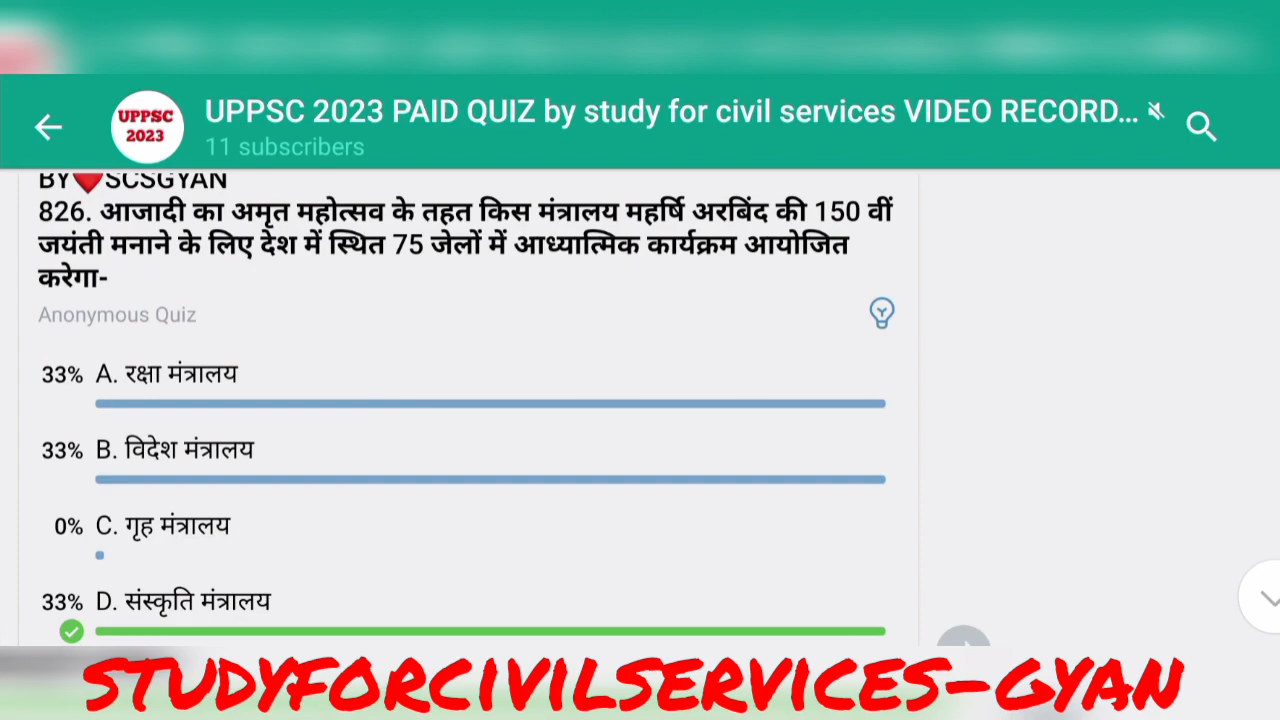 UPPSC
2023
UPPSC 2023 PAID QUIZ by study for civil services VIDEO RECORD...
11 subscribers
BY❤️SCSGYAN
826. आजादी का अमृत महोत्सव के तहत किस मंत्रालय महर्षि अरबिंद की 150 वीं
जयंती मनाने के लिए देश में स्थित 75 जेलों में आध्यात्मिक कार्यक्रम आयोजित
करेगा-
Anonymous Quiz
33% A. रक्षा मंत्रालय
33% B. विदेश मंत्रालय
0% C. गृह मंत्रालय
33% D. संस्कृति मंत्रालय
STUDYFORCIVILSERVICES-GYAN